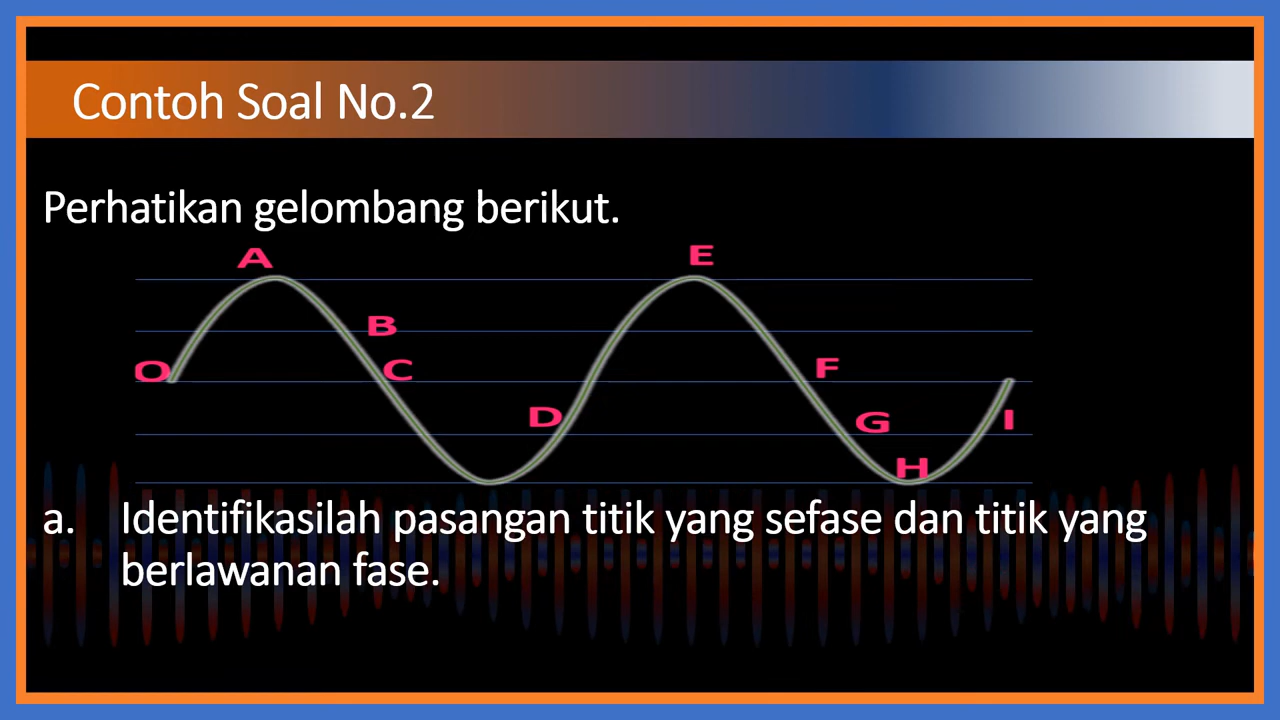 Contoh Soal No.2
Perhatikan gelombang berikut.
A
E
B
O
C
F
D
G
I
H
a. Identifikasilah pasangan titik yang sefase dan titik yang
berlawanan fase.